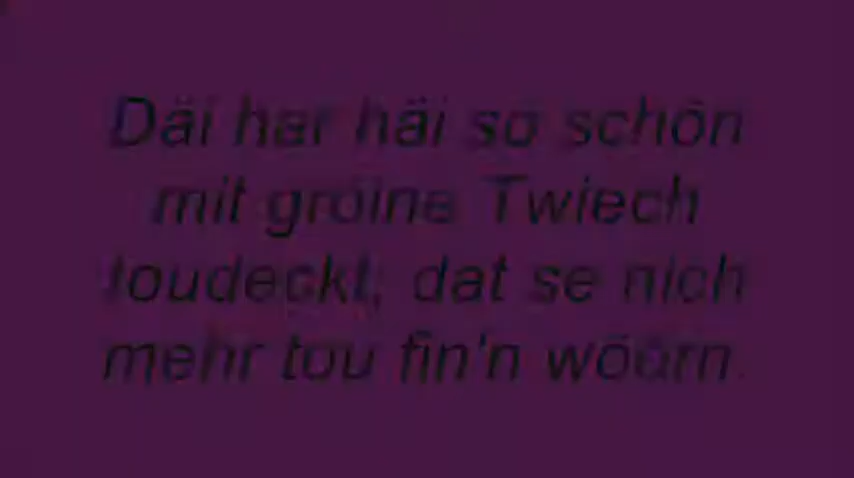 Däi har häi so schön
mit gröine Twiech
toudeckt, dat se nich
mehr tou fin'n wöörn.